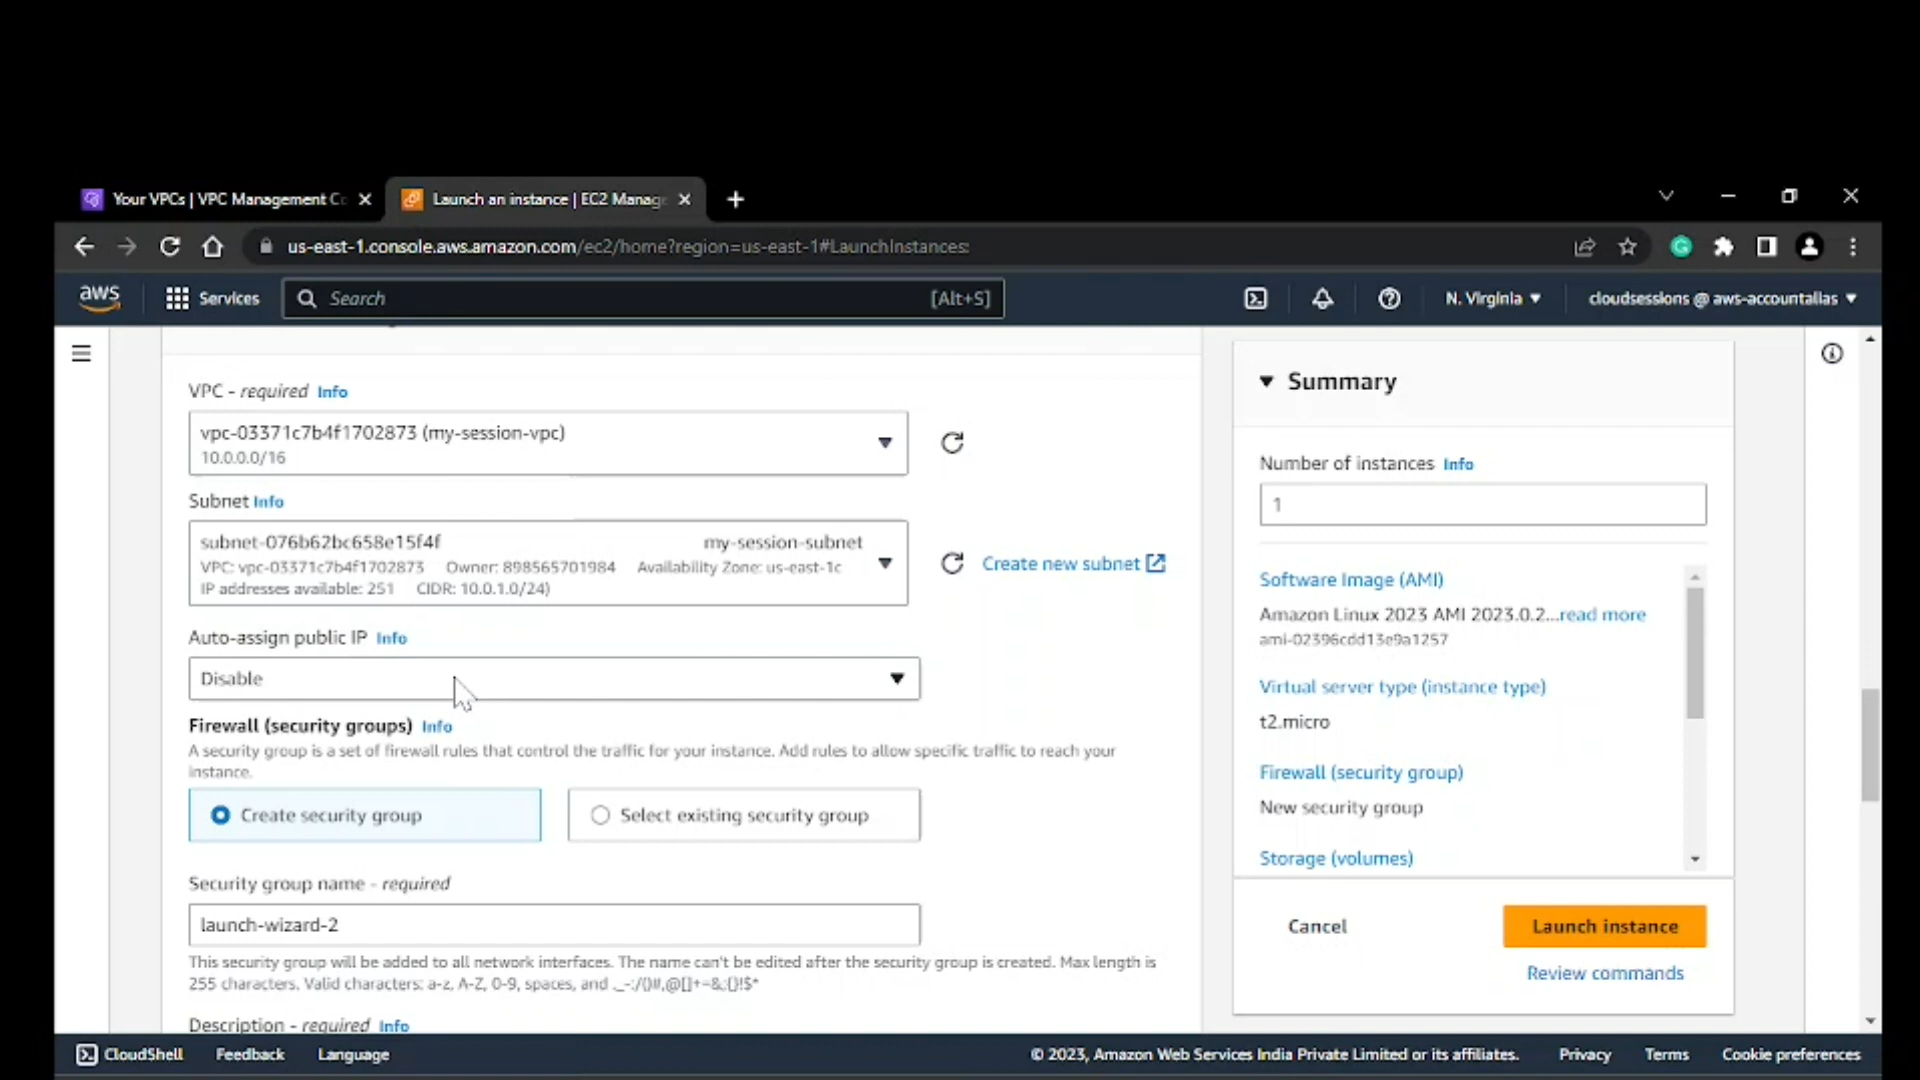 Your VPCs | VPC Management Co
Launch an instance | EC2 Manag
us-east-1.console.aws.amazon.com/ec2/home?region=us-east-1#LaunchInstances:
aws
Services
Search
[Alt+S]
N. Virginia
cloudsessions @ aws-accountallas
VPC - required Info
vpc-03371c7b4f1702873 (my-session-vpc)
10.0.0.0/16
Subnet Info
subnet-076b62bc658e15f4f my-session-subnet
VPC: vpc-03371c7b4f1702873 Owner: 898565701984 Availability Zone: us-east-1c
IP addresses available: 251 CIDR: 10.0.1.0/24)
Create new subnet
Auto-assign public IP Info
Disable
Firewall (security groups) Info
A security group is a set of firewall rules that control the traffic for your instance. Add rules to allow specific traffic to reach your
instance.
Create security group
Select existing security group
Security group name - required
launch-wizard-2
This security group will be added to all network interfaces. The name can't be edited after the security group is created. Max length is
255 characters. Valid characters: a-z, A-Z, 0-9, spaces, and ._-:/()#,@[]+=&;{}!$*
Description - required Info
Summary
Number of instances Info
1
Software Image (AMI)
Amazon Linux 2023 AMI 2023.0.2...read more
ami-02396cdd13e9a1257
Virtual server type (instance type)
t2.micro
Firewall (security group)
New security group
Storage (volumes)
Cancel
Launch instance
Review commands
CloudShell
Feedback
Language
© 2023, Amazon Web Services India Private Limited or its affiliates.
Privacy
Terms
Cookie preferences